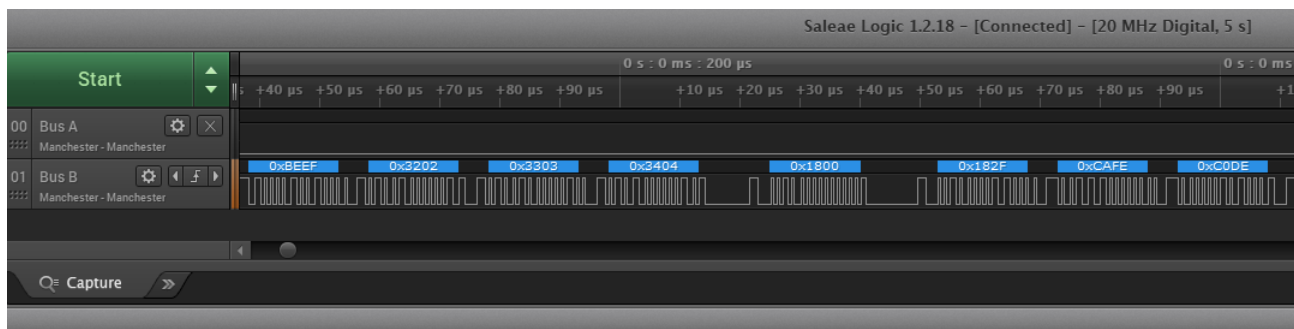 Saleae Logic 1.2.18 – [Connected] – [20 MHz Digital, 5 s]
Start
0 s : 0 ms : 200 µs 0 s : 0 ms
+40 µs +50 µs +60 µs +70 µs +80 µs +90 µs +10 µs +20 µs +30 µs +40 µs +50 µs +60 µs +70 µs +80 µs +90 µs +1
00 Bus A
Manchester - Manchester
0xBEEF 0x3202 0x3303 0x3404 0x1800 0x182F 0xCAFE 0xC0DE
01 Bus B
Manchester - Manchester
Capture